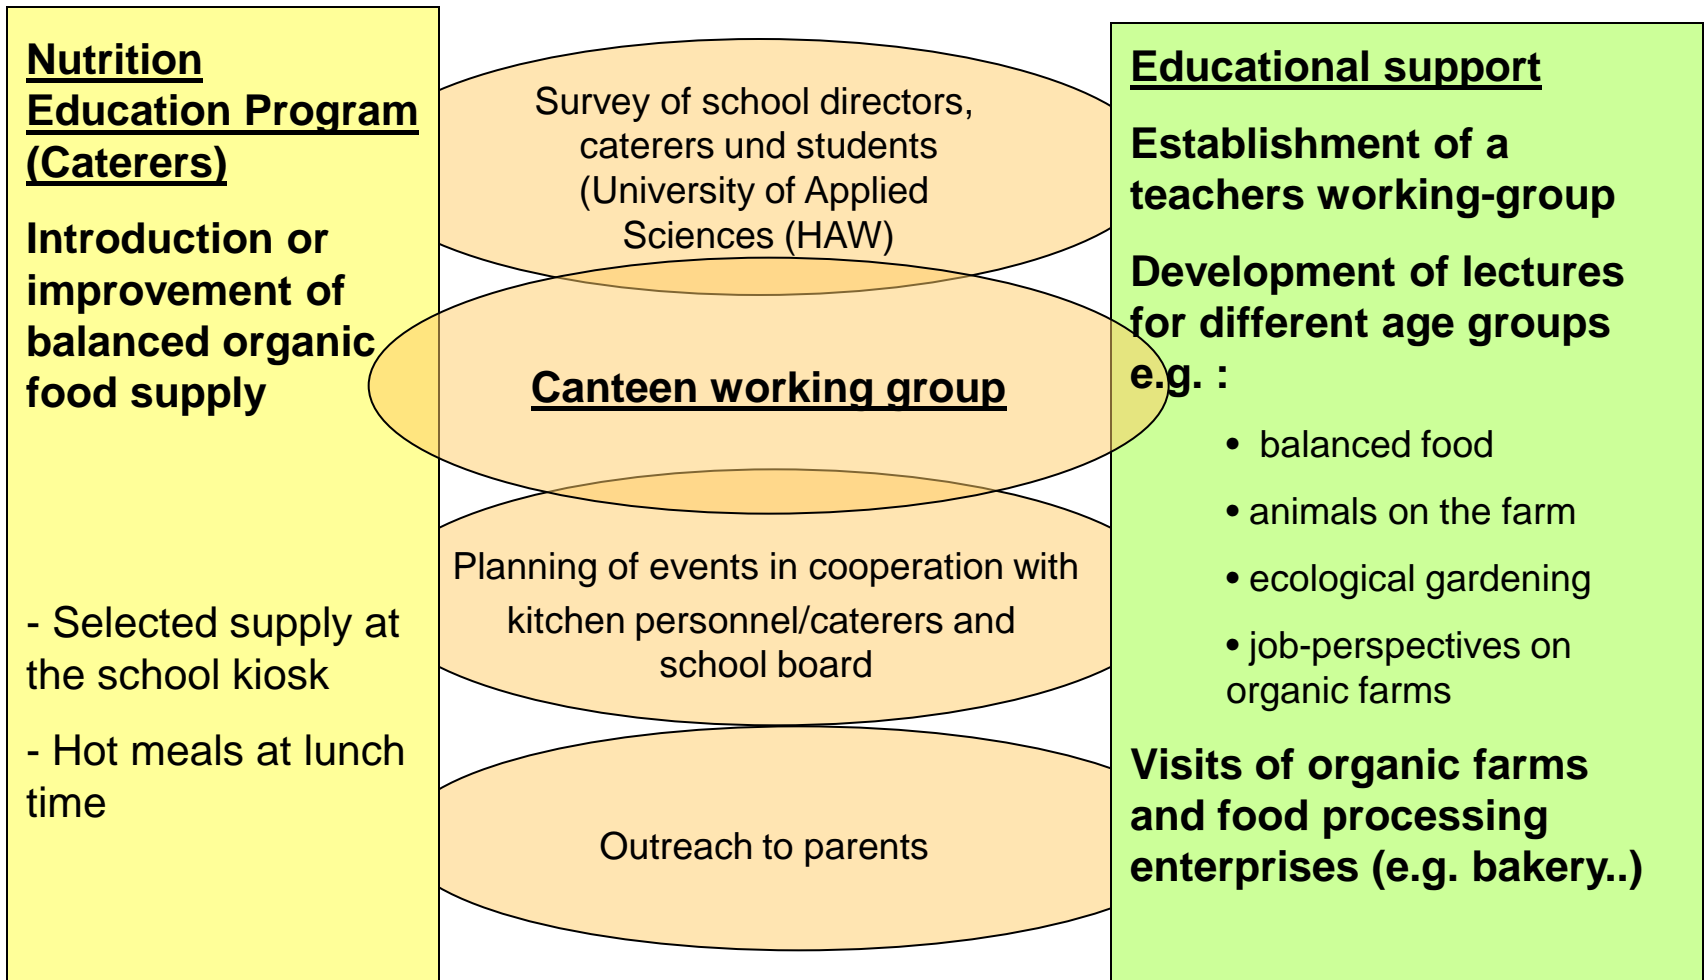 Nutrition
Education Program
(Caterers)
Introduction or
improvement of
balanced organic
food supply
- Selected supply at
the school kiosk
- Hot meals at lunch
time
Survey of school directors,
caterers und students
(University of Applied
Sciences (HAW)
Canteen working group
Planning of events in cooperation with
kitchen personnel/caterers and
school board
Outreach to parents
Educational support
Establishment of a
teachers working-group
Development of lectures
for different age groups
e.g. :
• balanced food
• animals on the farm
• ecological gardening
• job-perspectives on
organic farms
Visits of organic farms
and food processing
enterprises (e.g. bakery..)